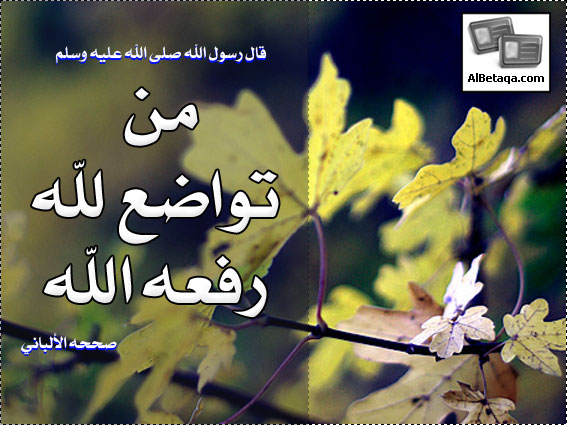 قال رسول الله صلى الله عليه وسلم
من
تواضع لله
رفعه الله
صححه الألباني
AlBetaqa.com